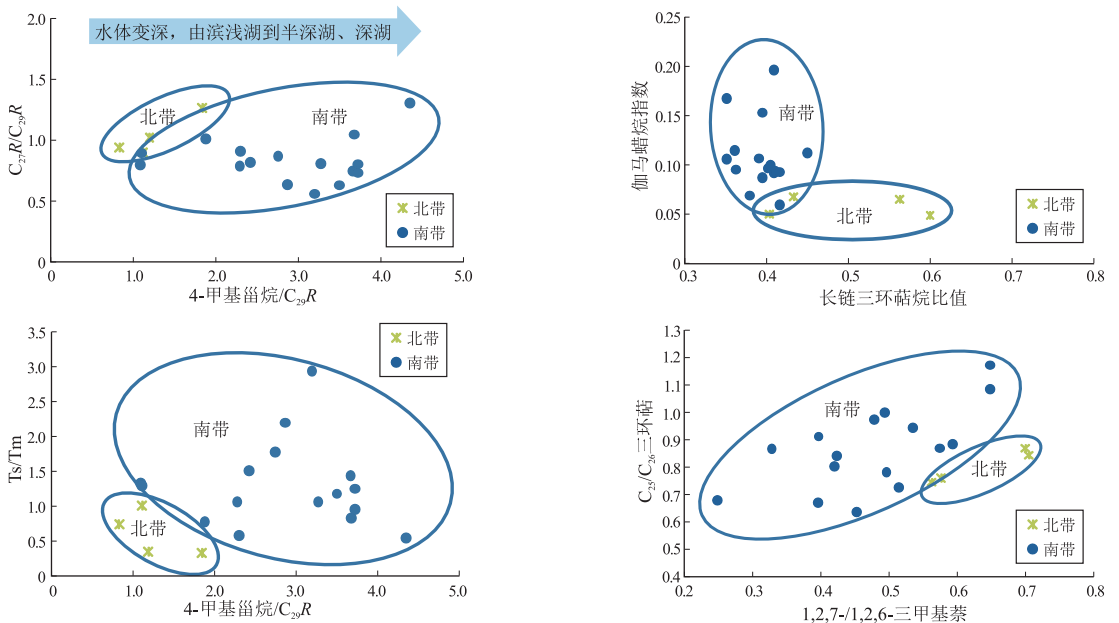 水体变深，由滨浅湖到半深湖、深湖
2.0
1.5
1.0
0.5
0
C₂₇R/C₂₉R
北带
南带
北带
南带
1.0
2.0
3.0
4.0
5.0
4-甲基甾烷/C₂₉R
0.25
0.20
0.15
0.10
0.05
0
伽马蜡烷指数
南带
北带
北带
南带
0.3
0.4
0.5
0.6
0.7
0.8
长链三环萜烷比值
3.5
3.0
2.5
2.0
1.5
1.0
0.5
0
Ts/Tm
南带
北带
北带
南带
1.0
2.0
3.0
4.0
5.0
4-甲基甾烷/C₂₉R
1.3
1.2
1.1
1.0
0.9
0.8
0.7
0.6
0.5
0.4
C₂₅/C₂₆三环萜
南带
北带
北带
南带
0.2
0.3
0.4
0.5
0.6
0.7
0.8
1,2,7-/1,2,6-三甲基萘